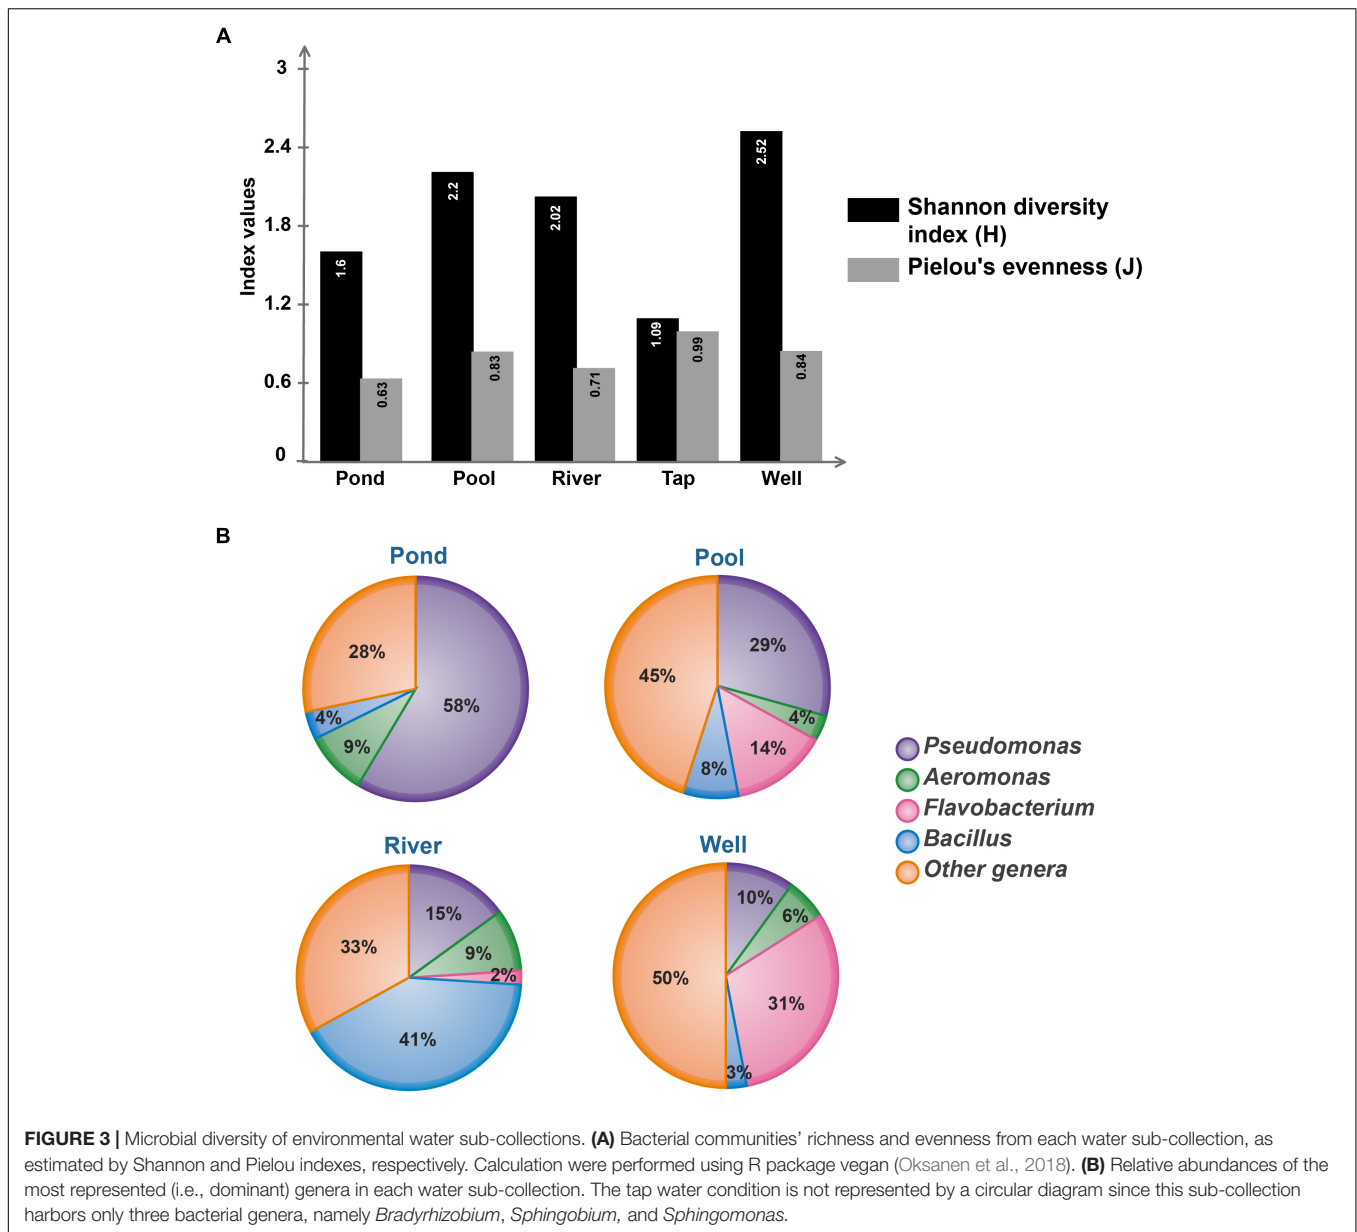 A
3
2.4
1.8
1.2
0.6
0
Index values
1.6
0.63
2.2
0.83
2.02
0.71
1.09
0.99
2.52
0.84
Pond
Pool
River
Tap
Well
Shannon diversity
index (H)
Pielou's evenness (J)
B
Pond
28%
4%
9%
58%
Pool
29%
45%
4%
14%
8%
River
15%
33%
9%
2%
41%
Well
10%
6%
50%
31%
3%
Pseudomonas
Aeromonas
Flavobacterium
Bacillus
Other genera
FIGURE 3 | Microbial diversity of environmental water sub-collections. (A) Bacterial communities’ richness and evenness from each water sub-collection, as
estimated by Shannon and Pielou indexes, respectively. Calculation were performed using R package vegan (Oksanen et al., 2018). (B) Relative abundances of the
most represented (i.e., dominant) genera in each water sub-collection. The tap water condition is not represented by a circular diagram since this sub-collection
harbors only three bacterial genera, namely Bradyrhizobium, Sphingobium, and Sphingomonas.